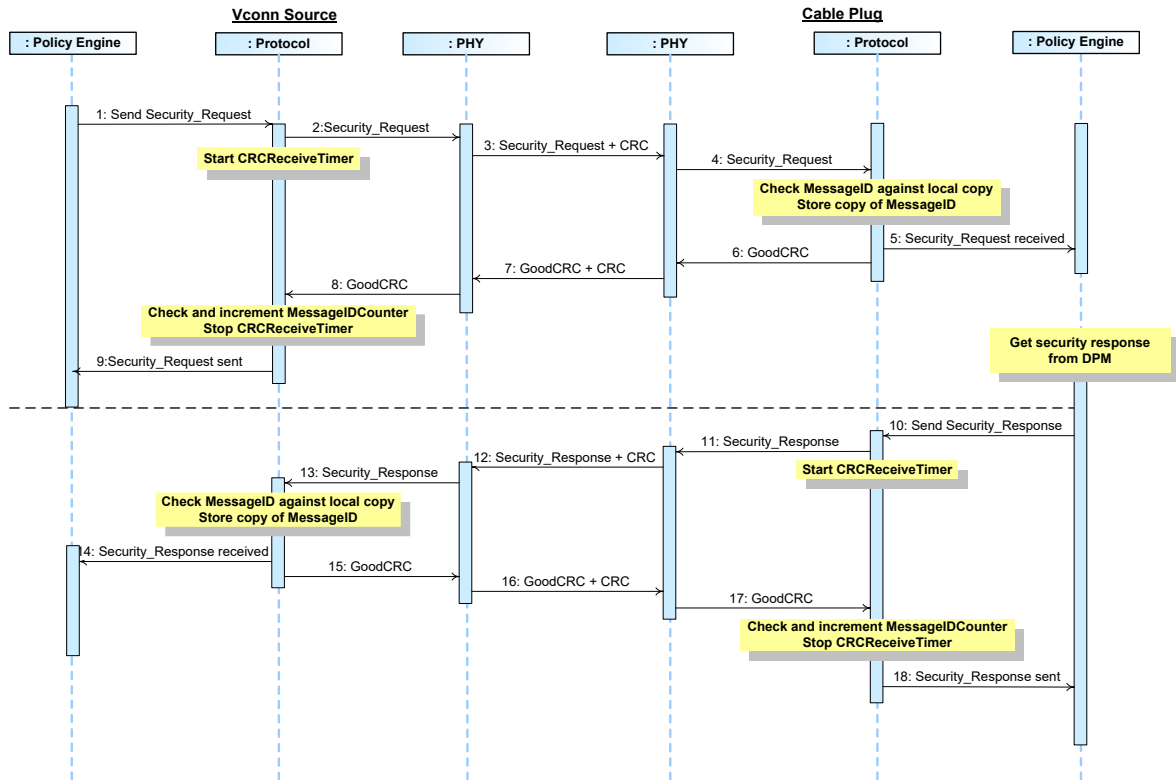 Vconn Source
Cable Plug
: Policy Engine
: Protocol
: PHY
: PHY
: Protocol
: Policy Engine
1: Send Security_Request
2:Security_Request
Start CRCReceiveTimer
3: Security_Request + CRC
4: Security_Request
Check MessageID against local copy
Store copy of MessageID
5: Security_Request received
6: GoodCRC
7: GoodCRC + CRC
8: GoodCRC
Check and increment MessageIDCounter
Stop CRCReceiveTimer
9:Security_Request sent
Get security response
from DPM
10: Send Security_Response
11: Security_Response
Start CRCReceiveTimer
12: Security_Response + CRC
13: Security_Response
Check MessageID against local copy
Store copy of MessageID
14: Security_Response received
15: GoodCRC
16: GoodCRC + CRC
17: GoodCRC
Check and increment MessageIDCounter
Stop CRCReceiveTimer
18: Security_Response sent